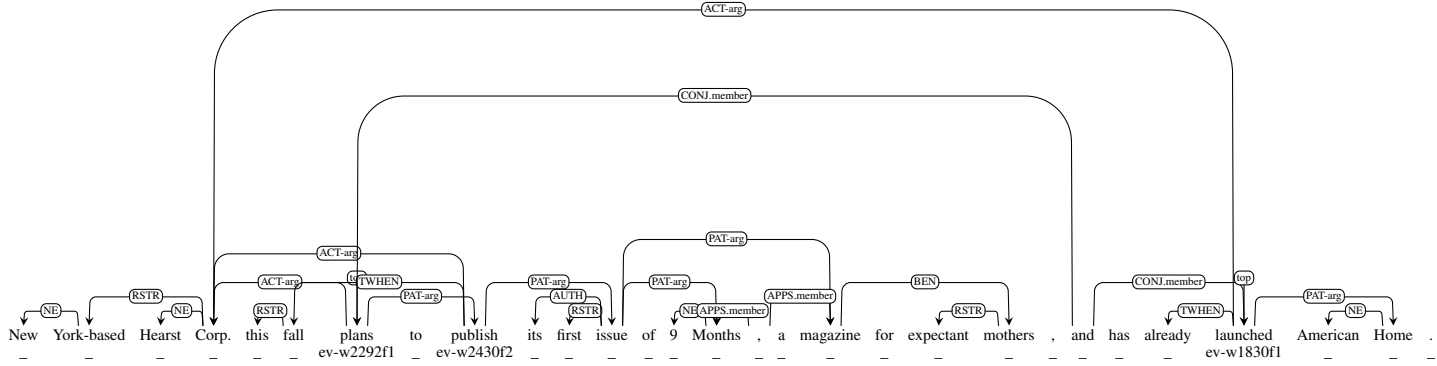 ACT-arg
CONJ.member
ACT-arg PAT-arg
ACT-arg TWHEN PAT-arg PAT-arg BEN CONJ.member top
RSTR PAT-arg AUTH APPS.member PAT-arg
NE NE RSTR RSTR NE APPS.member RSTR TWHEN NE
New York-based Hearst Corp. this fall plans to publish its first issue of 9 Months , a magazine for expectant mothers , and has already launched American Home .
_ _ _ _ _ _ ev-w2292f1 _ ev-w2430f2 _ _ _ _ _ _ _ _ _ _ _ _ _ _ _ _ ev-w1830f1 _ _ _